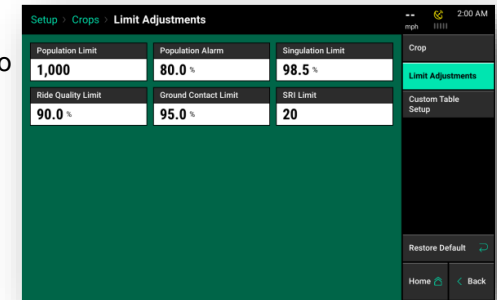 Setup > Crops > Limit Adjustments
-- mph
2:00 AM
o
Population Limit
1,000
Population Alarm
80.0 %
Singulation Limit
98.5 %
Ride Quality Limit
90.0 %
Ground Contact Limit
95.0 %
SRI Limit
20
Crop
Limit Adjustments
Custom Table
Setup
Restore Default
Home
< Back